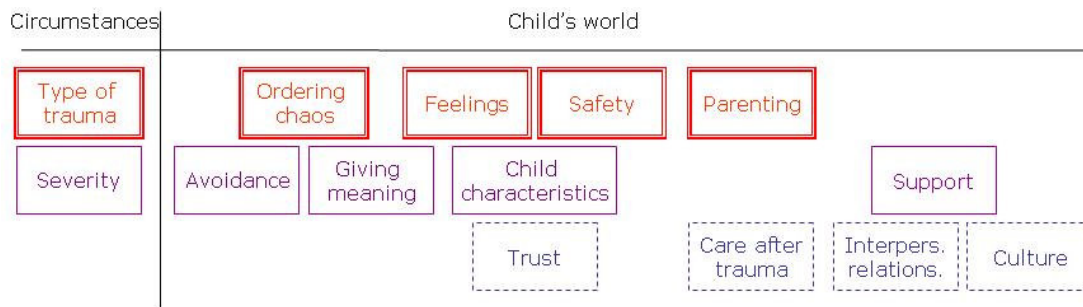 Circumstances
Child's world
Type of
trauma
Ordering
chaos
Feelings
Safety
Parenting
Severity
Avoidance
Giving
meaning
Child
characteristics
Support
Trust
Care after
trauma
Interpers.
relations.
Culture